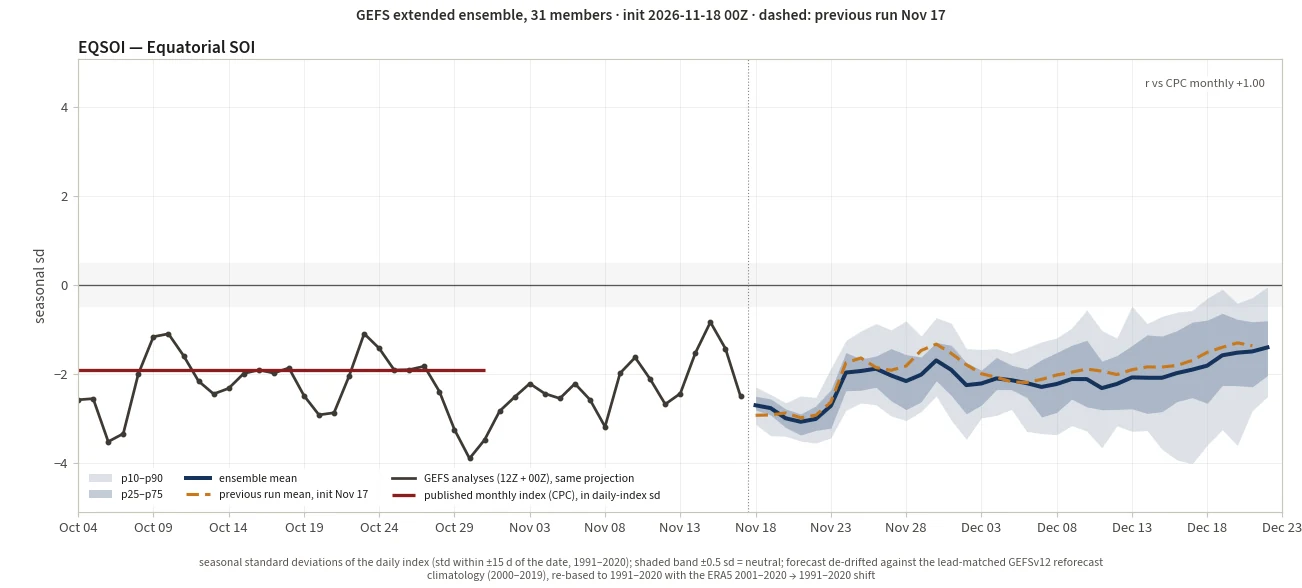 GEFS extended ensemble, 31 members · init 2026-11-18 00Z · dashed: previous run Nov 17
EQSOI — Equatorial SOI
r vs CPC monthly +1.00
4
2
0
−2
−4
seasonal sd
p10–p90
p25–p75
ensemble mean
previous run mean, init Nov 17
GEFS analyses (12Z + 00Z), same projection
published monthly index (CPC), in daily-index sd
Oct 04 Oct 09 Oct 14 Oct 19 Oct 24 Oct 29 Nov 03 Nov 08 Nov 13 Nov 18 Nov 23 Nov 28 Dec 03 Dec 08 Dec 13 Dec 18 Dec 23
seasonal standard deviations of the daily index (std within ±15 d of the date, 1991–2020); shaded band ±0.5 sd = neutral; forecast de-drifted against the lead-matched GEFSv12 reforecast
climatology (2000–2019), re-based to 1991–2020 with the ERA5 2001–2020 → 1991–2020 shift